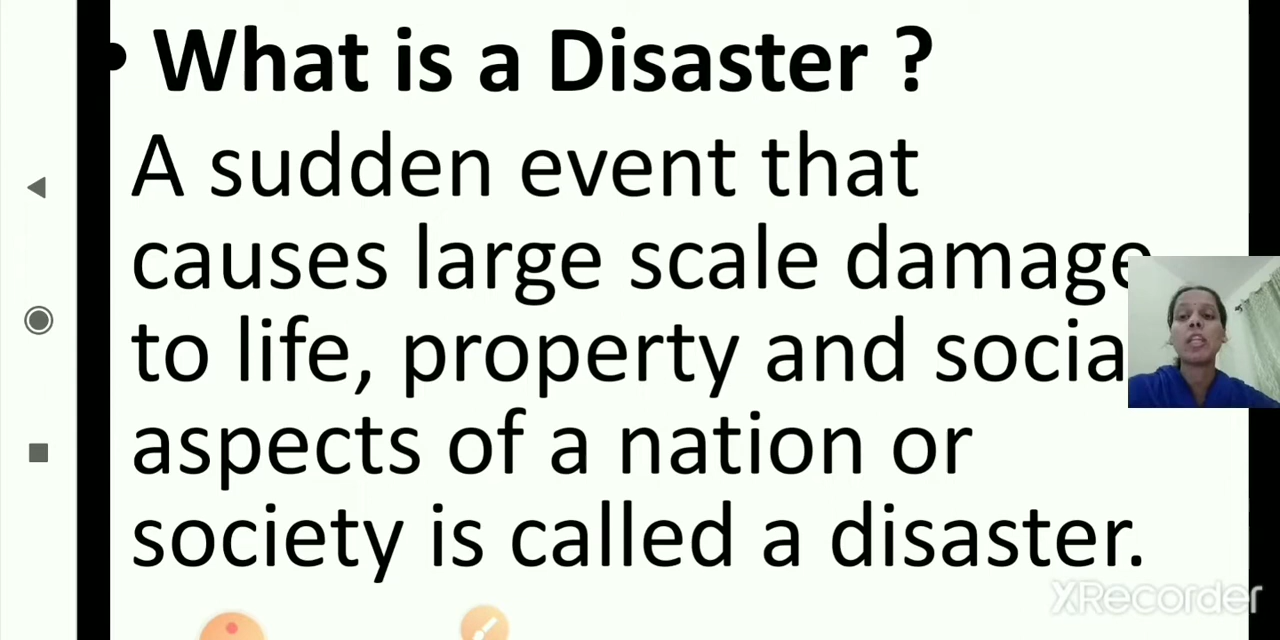 • What is a Disaster ?
A sudden event that
causes large scale damage
to life, property and socia
aspects of a nation or
society is called a disaster.
XRecorder